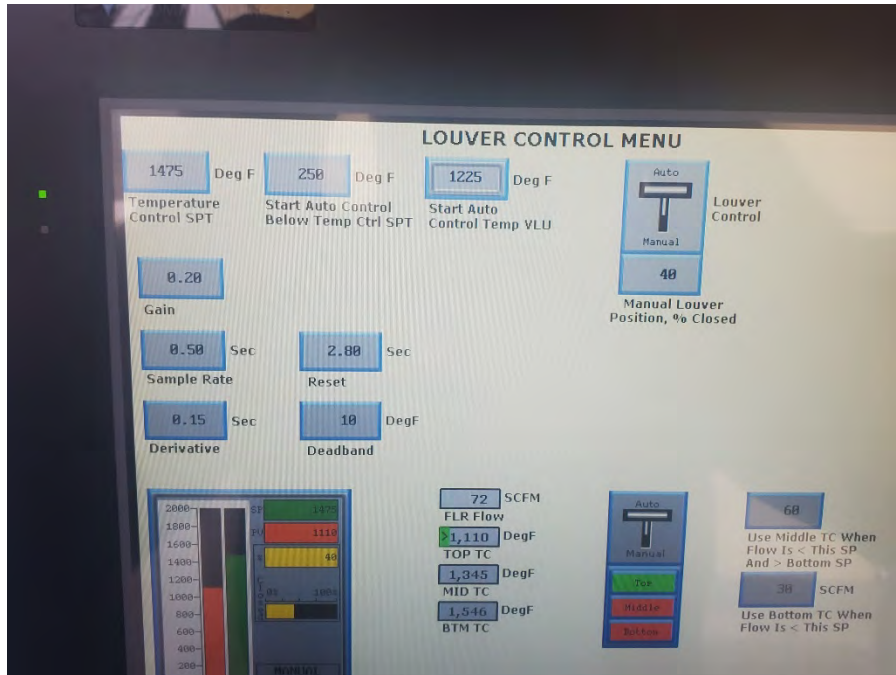 LOUVER CONTROL MENU
1475 Deg F
Temperature
Control SPT
250 Deg F
Start Auto Control
Below Temp Ctrl SPT
1225 Deg F
Start Auto
Control Temp VLU
Auto
Manual
Louver
Control
40
Manual Louver
Position, % Closed
0.20
Gain
0.50 Sec
Sample Rate
2.80 Sec
Reset
0.15 Sec
Derivative
10 DegF
Deadband
2000
1800
1600
1400
1200
1000
800
600
400
200
SP 1475
PV 1110
% 40
0% 100%
MANUAL
72 SCFM
FLR Flow
>1,110 DegF
TOP TC
1,345 DegF
MID TC
1,546 DegF
BTM TC
Auto
Manual
Top
Middle
Bottom
60
Use Middle TC When
Flow Is < This SP
And > Bottom SP
30 SCFM
Use Bottom TC When
Flow Is < This SP